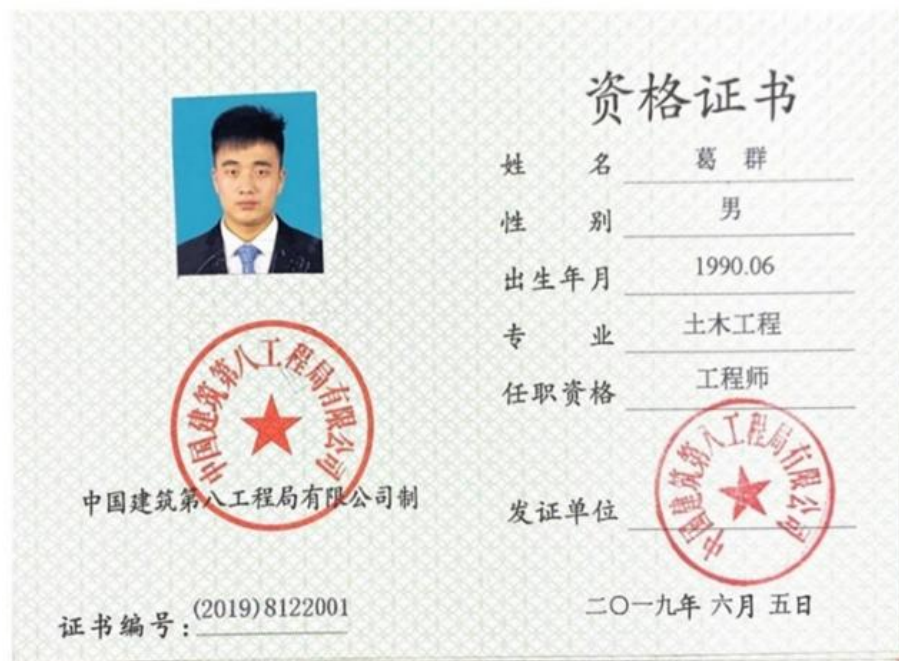 中国建筑第八工程局有限公司
中国建筑第八工程局有限公司制
证书编号:(2019)8122001
资格证书
姓 名 葛 群
性 别 男
出生年月 1990.06
专 业 土木工程
任职资格 工程师
发证单位
中国建筑第八工程局有限公司
二〇一九年 六月 五日